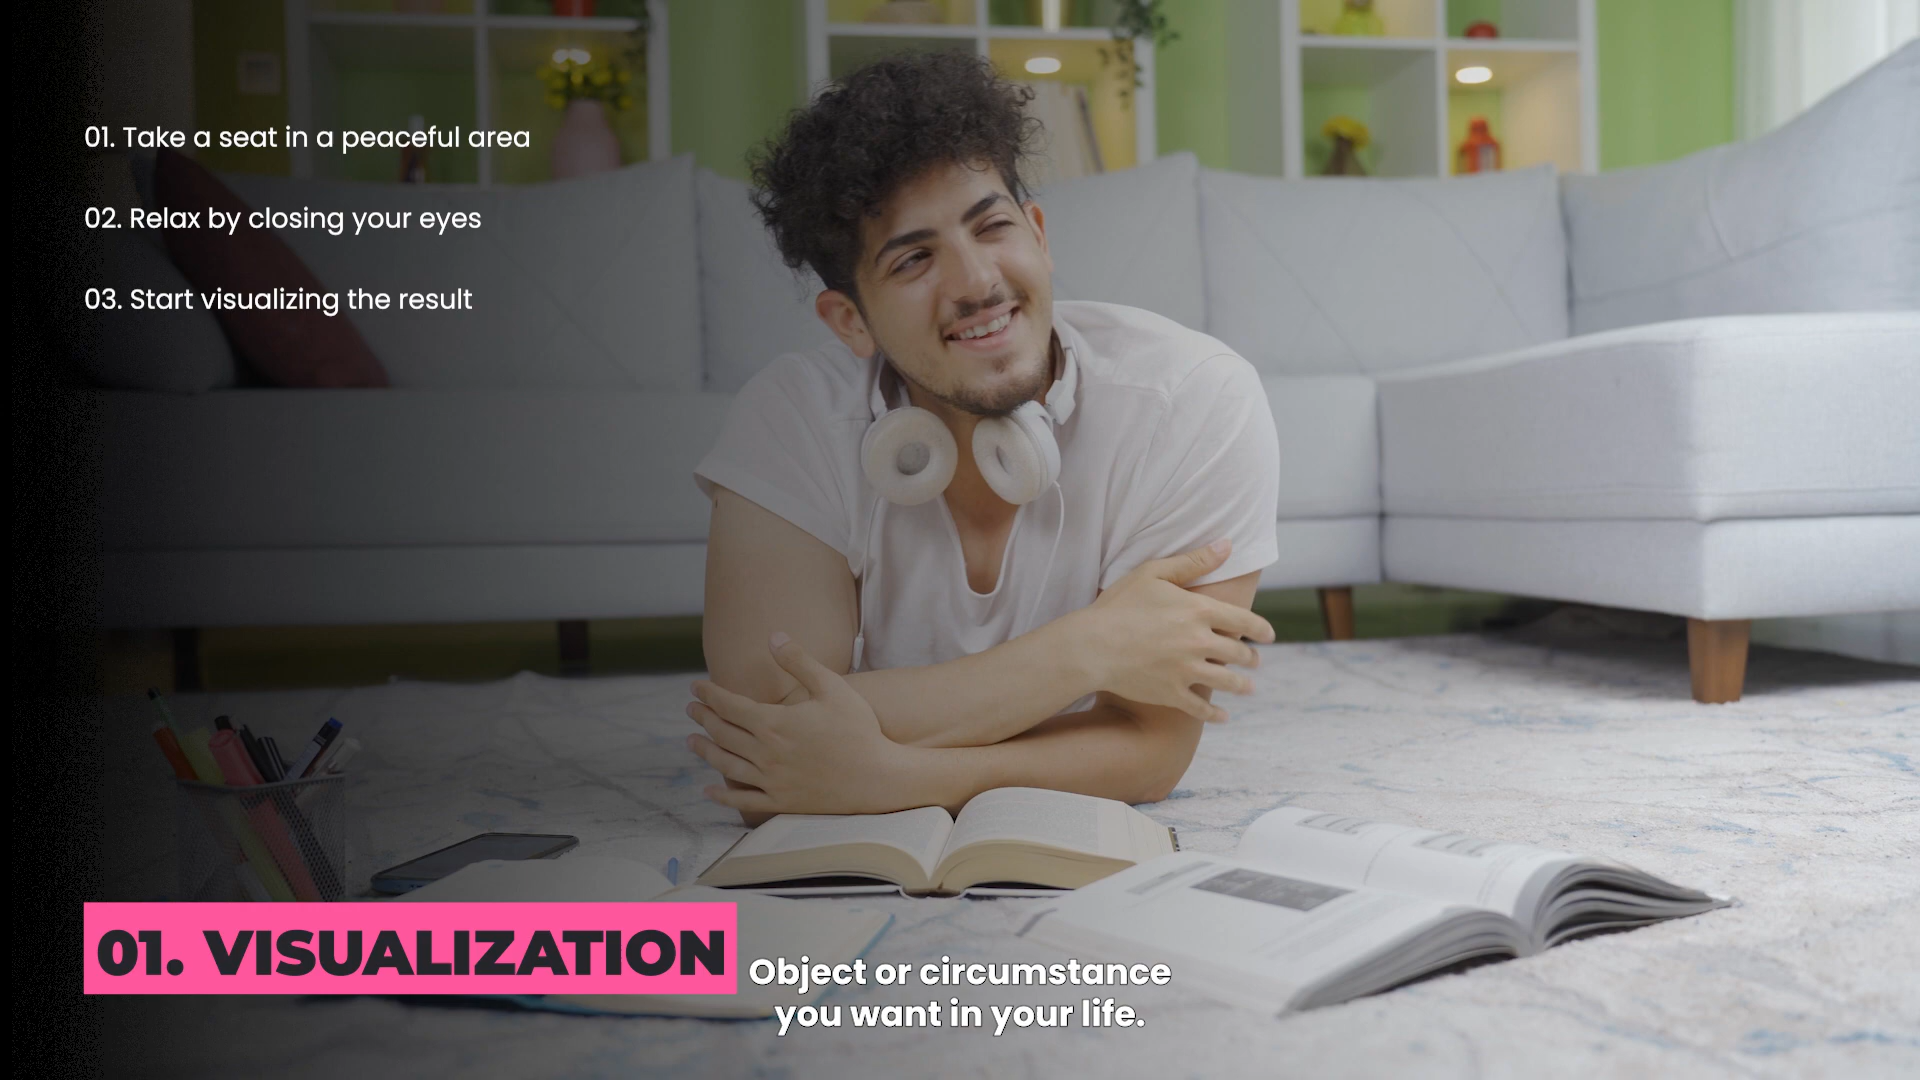 01. Take a seat in a peaceful area
02. Relax by closing your eyes
03. Start visualizing the result
01. VISUALIZATION
Object or circumstance
you want in your life.